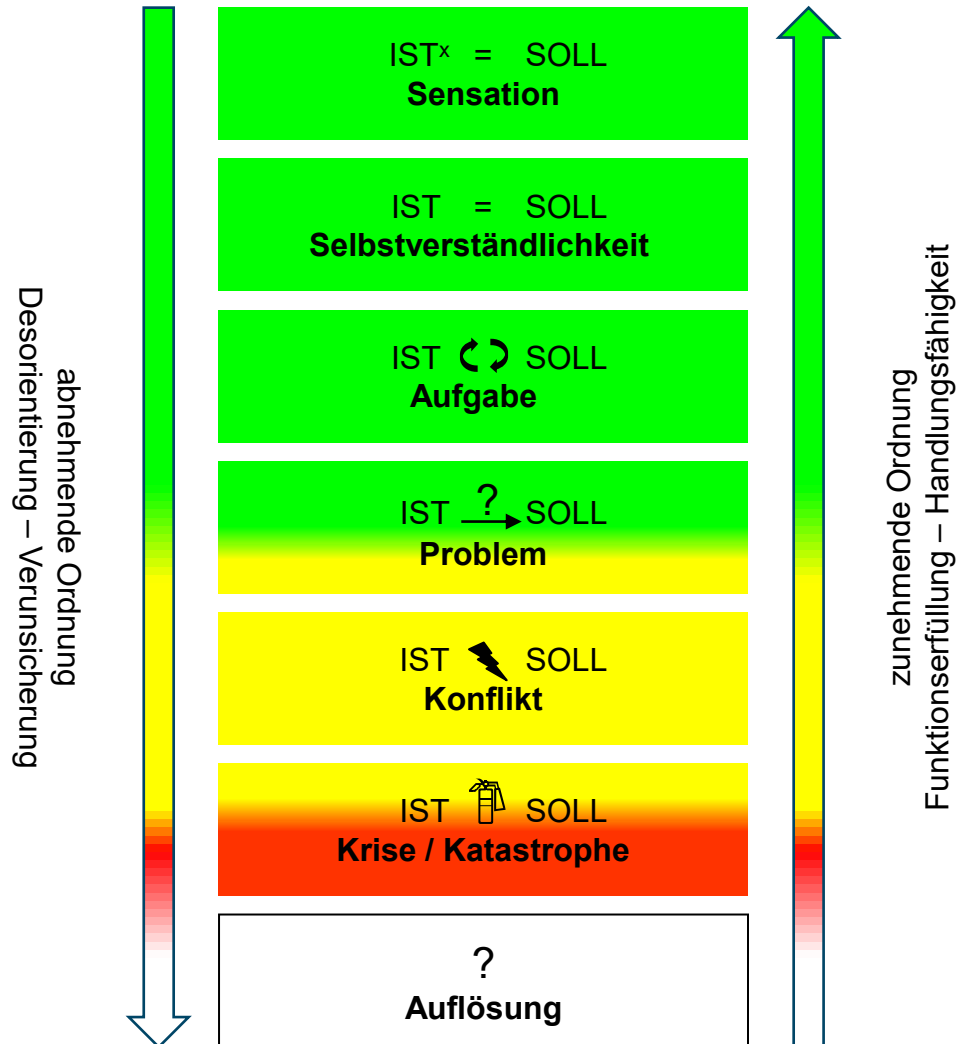 IST^x = SOLL
Sensation
IST = SOLL
Selbstverständlichkeit
IST SOLL
Aufgabe
IST ? SOLL
Problem
IST SOLL
Konflikt
IST SOLL
Krise / Katastrophe
?
Auflösung
abnehmende Ordnung
Desorientierung – Verunsicherung
zunehmende Ordnung
Funktionserfüllung – Handlungsfähigkeit